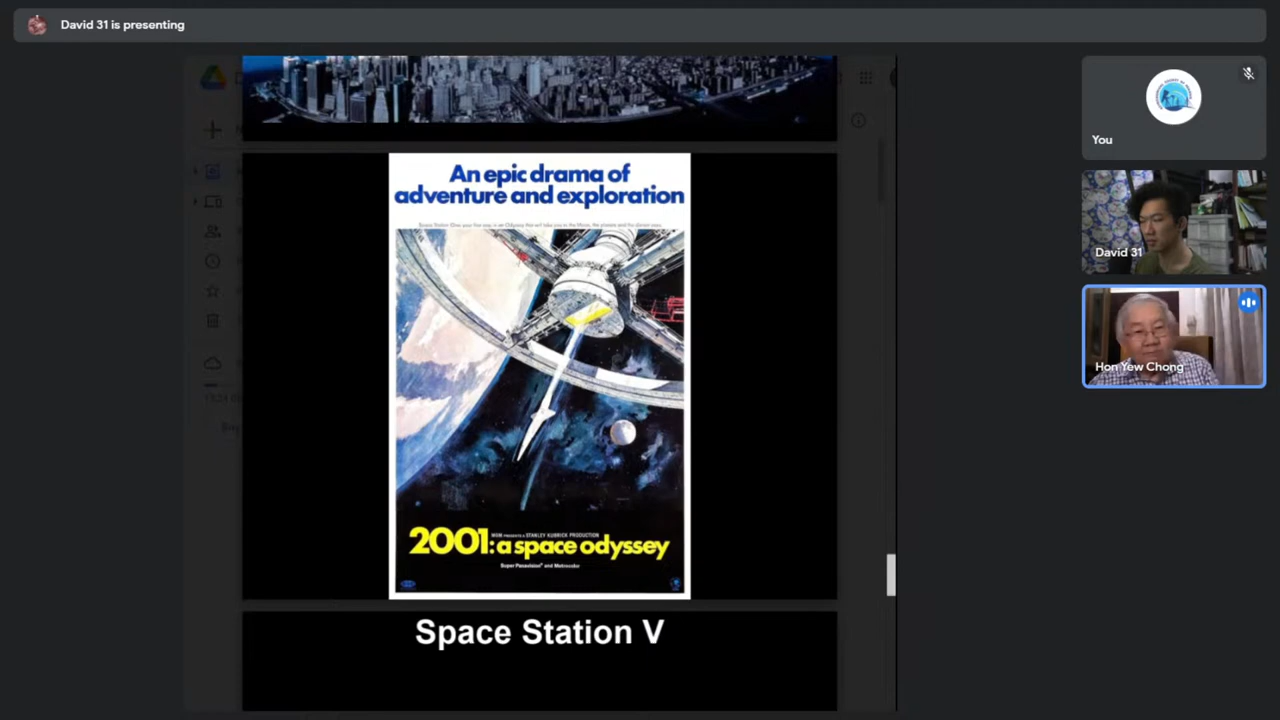 David 31 is presenting
An epic drama of
adventure and exploration
MGM PRESENTS A STANLEY KUBRICK PRODUCTION
2001: a space odyssey
Super Panavision® and Metrocolor
Space Station V
You
David 31
Hon Yew Chong